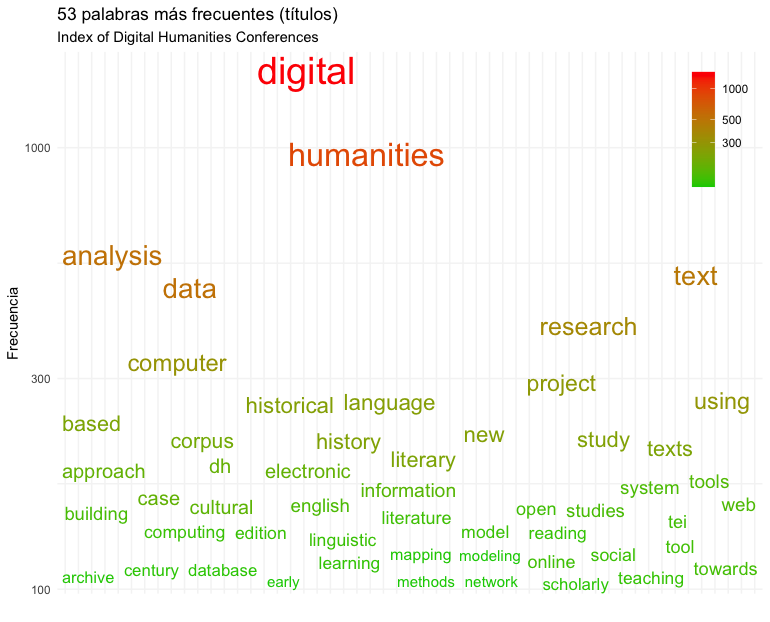 53 palabras más frecuentes (títulos)
Index of Digital Humanities Conferences
digital
1000
500
300
1000
humanities
analysis
text
data
Frecuencia
research
computer
300
project
historical language using
based
corpus history new study texts
literary
approach dh electronic
information system tools
case cultural english open studies web
building literature tei
computing edition linguistic model reading tool
learning mapping modeling online social
archive century database towards
early methods network scholarly teaching
100